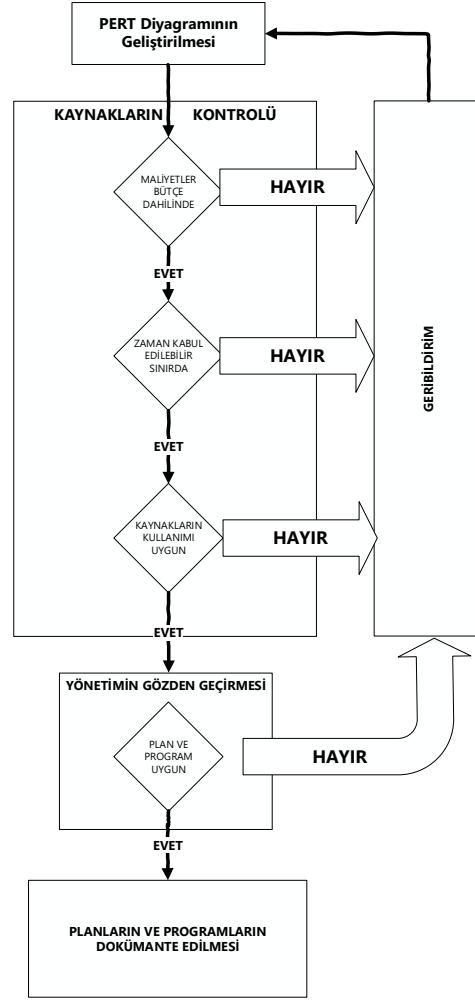 PERT Diyagramının
Geliştirilmesi
KAYNAKLARIN KONTROLÜ
MALİYETLER
BÜTÇE
DAHİLİNDE
HAYIR
EVET
ZAMAN KABUL
EDİLEBİLİR
SINIRDA
HAYIR
GERİBİLDİRİM
EVET
KAYNAKLARIN
KULLANIMI
UYGUN
HAYIR
EVET
YÖNETİMİN GÖZDEN GEÇİRMESİ
PLAN VE
PROGRAM
UYGUN
HAYIR
EVET
PLANLARIN VE PROGRAMLARIN
DOKÜMANTE EDİLMESİ